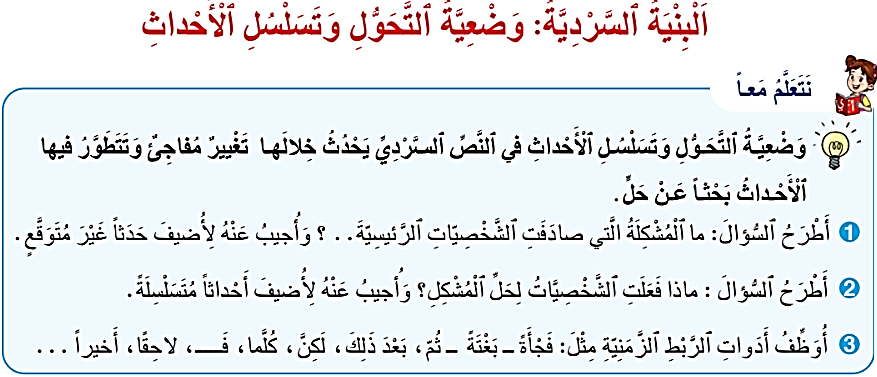 اَلْبِنْيَةُ ٱلسَّرْدِيَّةُ: وَضْعِيَّةُ ٱلتَّحَوُّلِ وَتَسَلْسُلِ ٱلْأَحْداثِ
نَتَعَلَّمُ مَعاً
وَضْعِيَّةُ ٱلتَّحَوُّلِ وَتَسَلْسُلِ ٱلْأَحْداثِ في ٱلنَّصِّ ٱلسَّرْدِيِّ يَحْدُثُ خِلالَها تَغْييرٌ مُفاجِئٌ وَتَتَطَوَّرُ فيها
ٱلْأَحْداثُ بَحْثاً عَنْ حَلٍّ.
1 أَطْرَحُ ٱلسُّؤالَ: ما ٱلْمُشْكِلَةُ ٱلَّتي صادَفَتِ ٱلشَّخْصِيّاتِ ٱلرَّئيسِيَّةَ.. ؟ وَأُجيبُ عَنْهُ لِأُضيفَ حَدَثاً غَيْرَ مُتَوَقَّعٍ.
2 أَطْرَحُ ٱلسُّؤالَ : ماذا فَعَلَتِ ٱلشَّخْصِيَّاتُ لِحَلِّ ٱلْمُشْكِلِ؟ وَأُجيبُ عَنْهُ لِأُضيفَ أَحْداثاً مُتَسَلْسِلَةً.
3 أُوَظِّفُ أَدَواتِ ٱلرَّبْطِ ٱلزَّمَنِيّةِ مِثْلَ: فَجْأَةً ـ بَغْتَةً ـ ثُمّ، بَعْدَ ذَلِكَ، لَكِنَّ، كُلَّما، فَـــ، لاحِقًا، أَخيراً ...